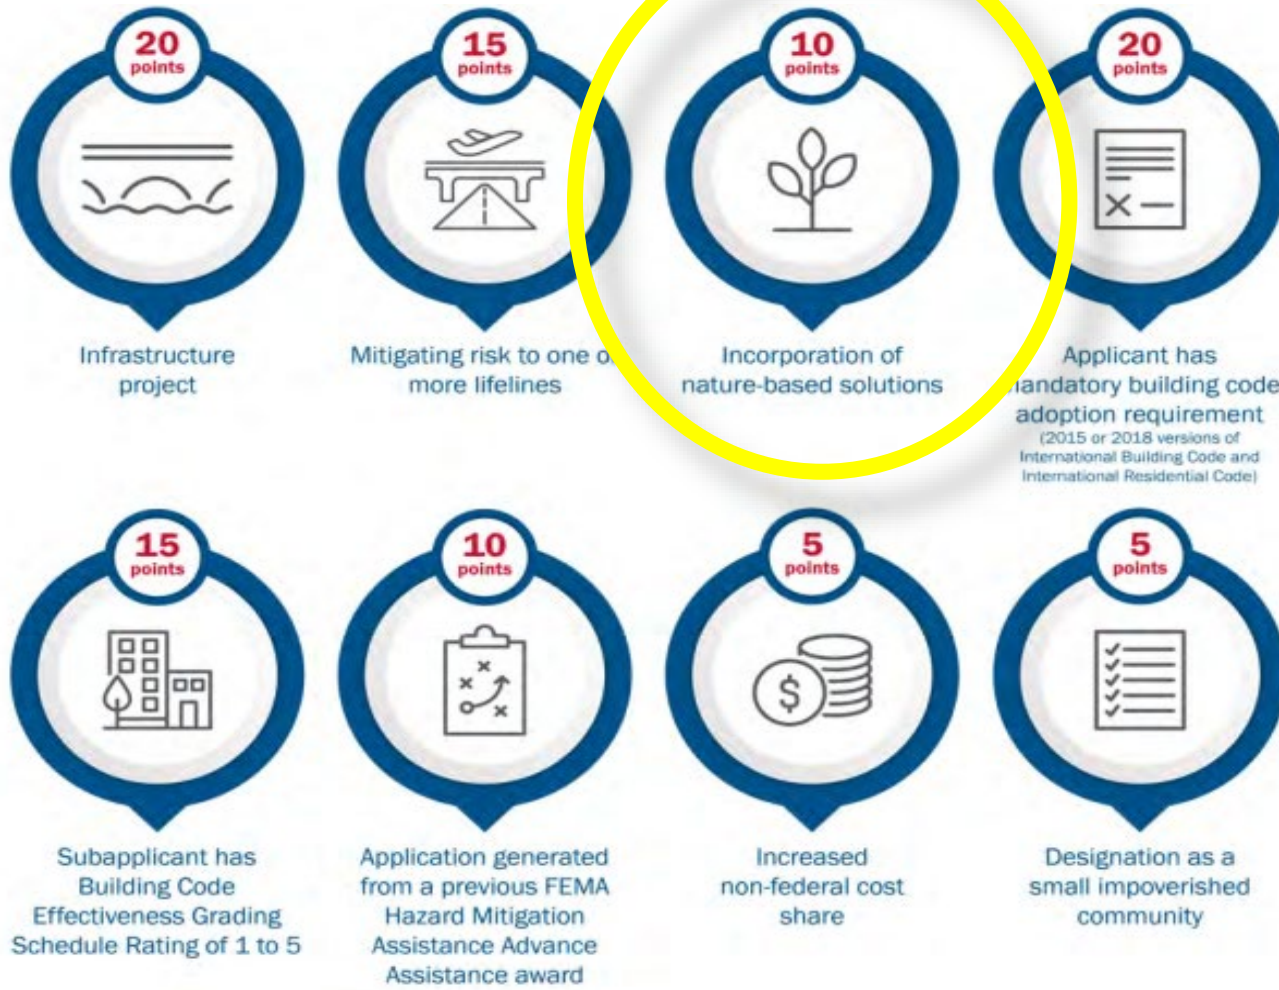 20
points
Infrastructure
project
15
points
Mitigating risk to one o
more lifelines
10
points
Incorporation of
nature-based solutions
20
points
Applicant has
andatory building code
adoption requirement
(2015 or 2018 versions of
International Building Code and
International Residential Code)
15
points
Subapplicant has
Building Code
Effectiveness Grading
Schedule Rating of 1 to 5
10
points
Application generated
from a previous FEMA
Hazard Mitigation
Assistance Advance
Assistance award
5
points
Increased
non-federal cost
share
5
points
Designation as a
small impoverished
community